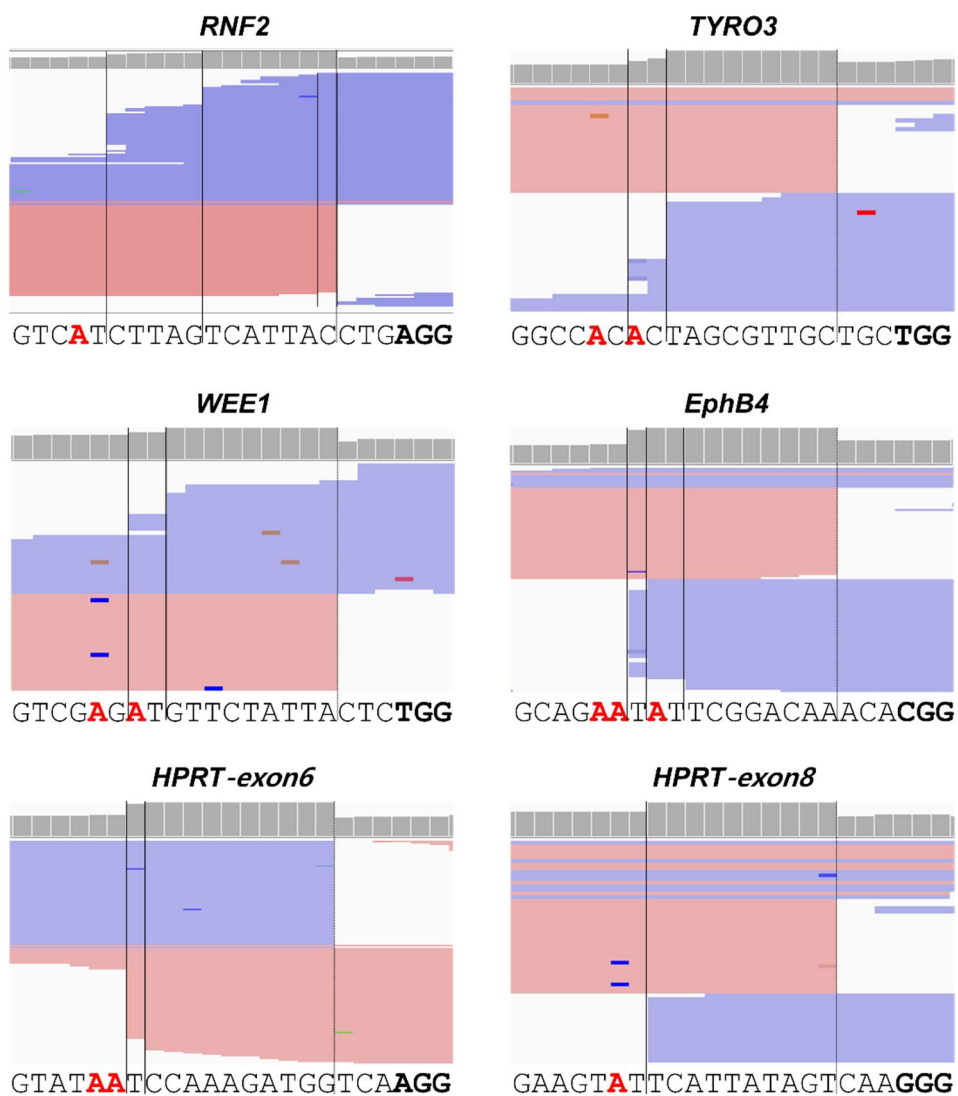 RNF2
GTCATCTTAGTCATTACCTGAGG
TYRO3
GGCCACACTAGCGTTGCTGCTGG
WEE1
GTCGAGATGTTCTATTACTCTGG
EphB4
GCAGAATATTCGGACAAACACGG
HPRT-exon6
GTATAATCCAAAGATGGTCAAGG
HPRT-exon8
GAAGTATTCATTATAGTCAAGGG